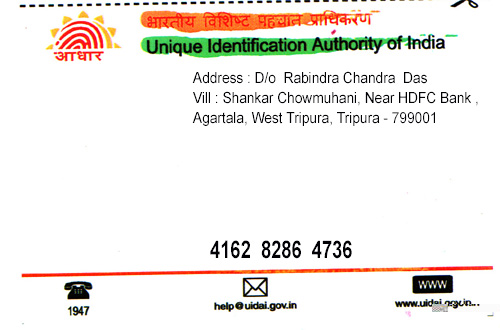 भारतीय विशिष्ट पहचान प्राधिकरण
Unique Identification Authority of India
आधार
Address : D/o Rabindra Chandra Das
Vill : Shankar Chowmuhani, Near HDFC Bank ,
Agartala, West Tripura, Tripura - 799001
4162 8286 4736
1947
help@uidai.gov.in
www